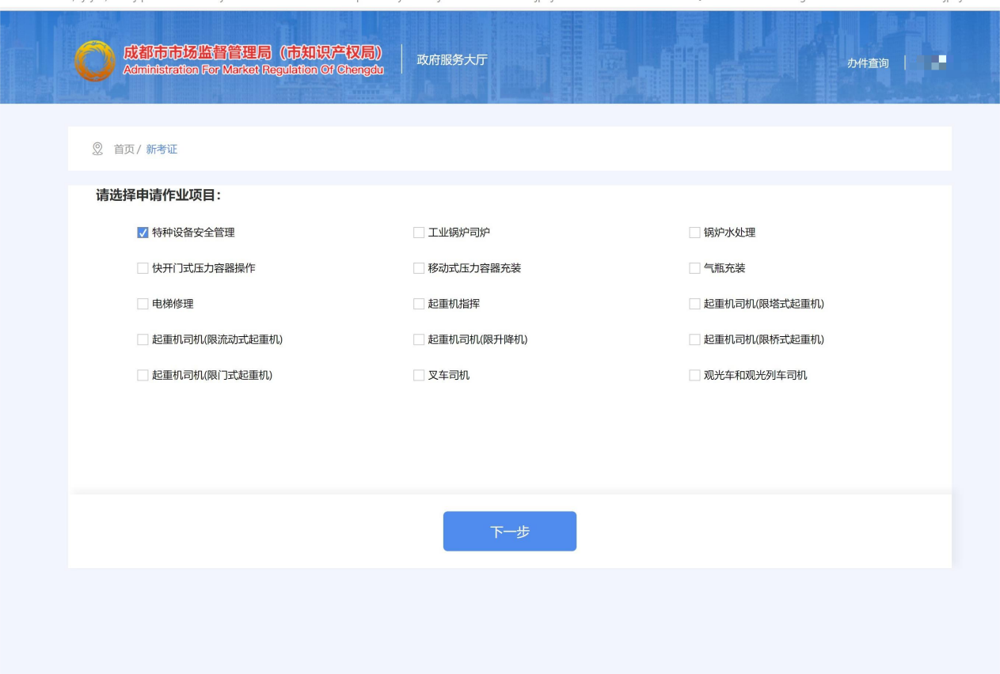 成都市市场监督管理局（市知识产权局）
Administration For Market Regulation Of Chengdu
政府服务大厅
办件查询
首页 / 新考证
请选择申请作业项目：
特种设备安全管理 工业锅炉司炉 锅炉水处理
快开门式压力容器操作 移动式压力容器充装 气瓶充装
电梯修理 起重机指挥 起重机司机(限塔式起重机)
起重机司机(限流动式起重机) 起重机司机(限升降机) 起重机司机(限桥式起重机)
起重机司机(限门式起重机) 叉车司机 观光车和观光列车司机
下一步